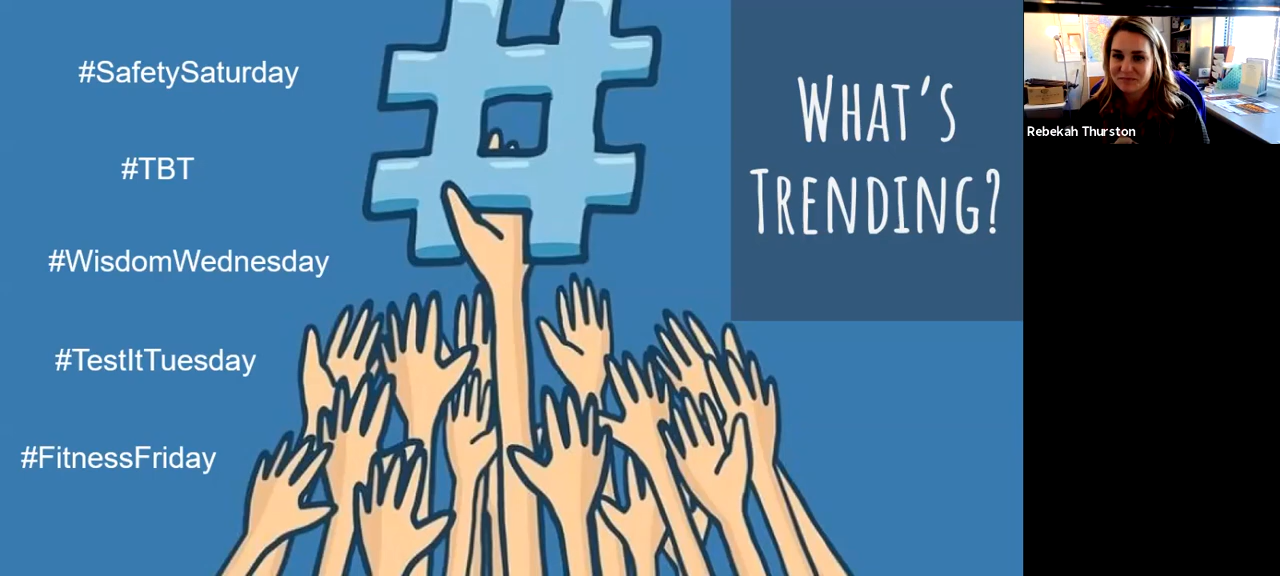 #SafetySaturday
#TBT
#WisdomWednesday
#TestItTuesday
#FitnessFriday
#
WHAT'S
TRENDING?
Rebekah Thurston